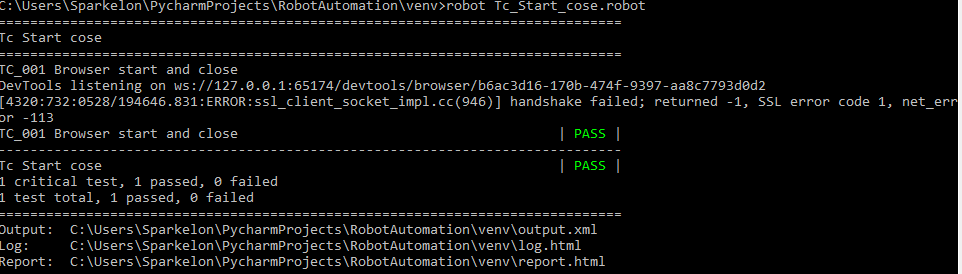 C:\Users\Sparkelon\PycharmProjects\RobotAutomation\venv>robot Tc_Start_cose.robot
==============================================================================
Tc Start cose
==============================================================================
TC_001 Browser start and close
DevTools listening on ws://127.0.0.1:65174/devtools/browser/b6ac3d16-170b-474f-9397-aa8c7793d0d2
[4320:732:0528/194646.831:ERROR:ssl_client_socket_impl.cc(946)] handshake failed; returned -1, SSL error code 1, net_err
or -113
TC_001 Browser start and close | PASS |
------------------------------------------------------------------------------
Tc Start cose | PASS |
1 critical test, 1 passed, 0 failed
1 test total, 1 passed, 0 failed
==============================================================================
Output: C:\Users\Sparkelon\PycharmProjects\RobotAutomation\venv\output.xml
Log: C:\Users\Sparkelon\PycharmProjects\RobotAutomation\venv\log.html
Report: C:\Users\Sparkelon\PycharmProjects\RobotAutomation\venv\report.html